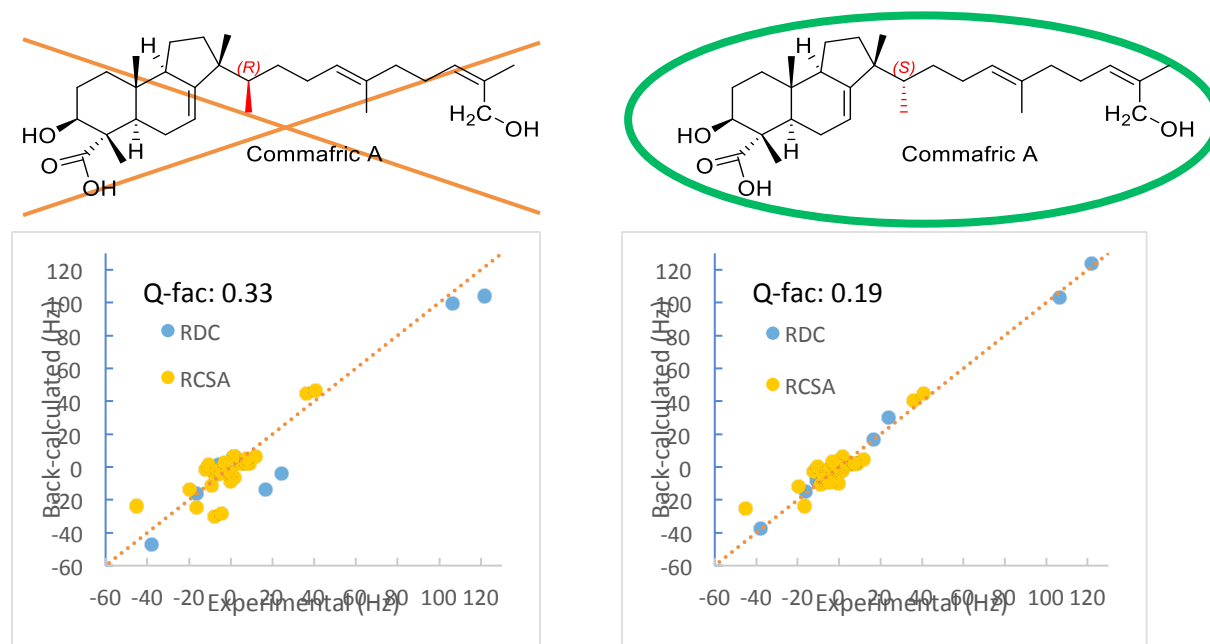 H (R)
HO
H2C
OH
O H
OH
Commafric A
H (S)
HO
H2C
OH
O H
OH
Commafric A
Q-fac: 0.33
RDC
RCSA
Back-calculated (Hz)
120
100
80
60
40
20
0
-20
-40
-60
-60 -40 -20 0 20 40 60 80 100 120
Experimental (Hz)
Q-fac: 0.19
RDC
RCSA
Back-calculated (Hz)
120
100
80
60
40
20
0
-20
-40
-60
-60 -40 -20 0 20 40 60 80 100 120
Experimental (Hz)